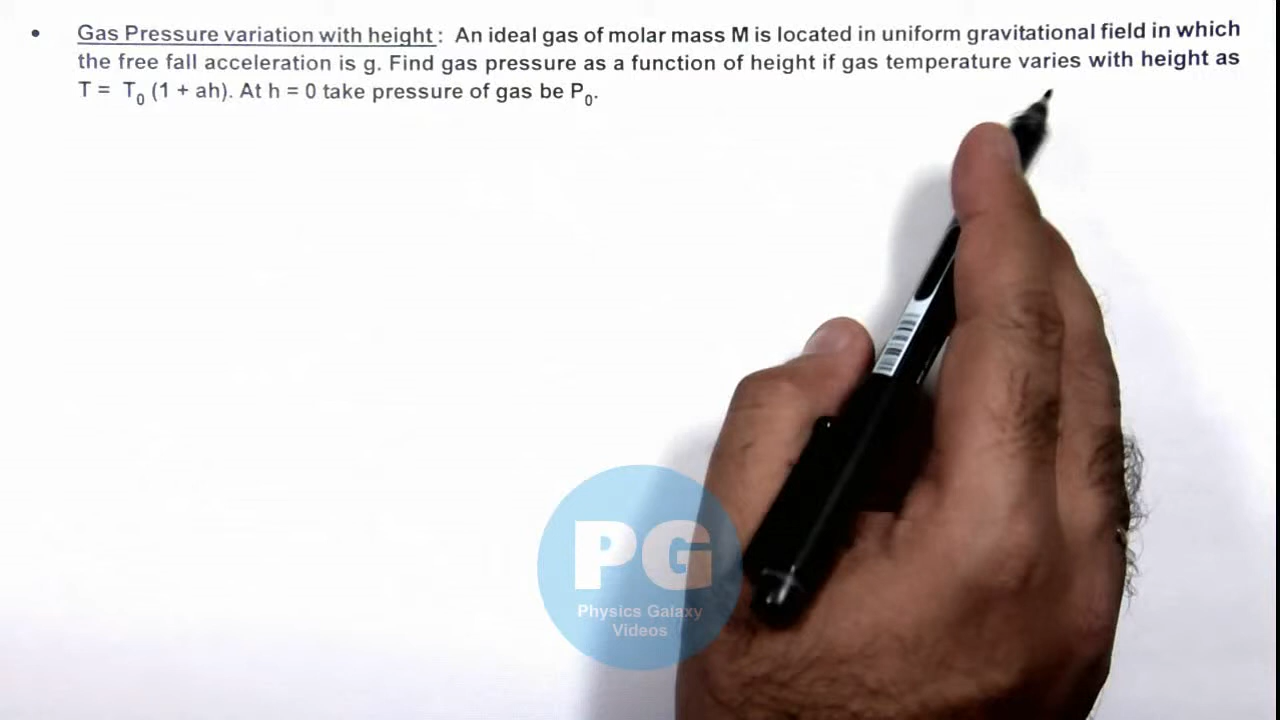 • Gas Pressure variation with height : An ideal gas of molar mass M is located in uniform gravitational field in which
the free fall acceleration is g. Find gas pressure as a function of height if gas temperature varies with height as
T = T₀ (1 + ah). At h = 0 take pressure of gas be P₀.
PG
Physics Galaxy
Videos